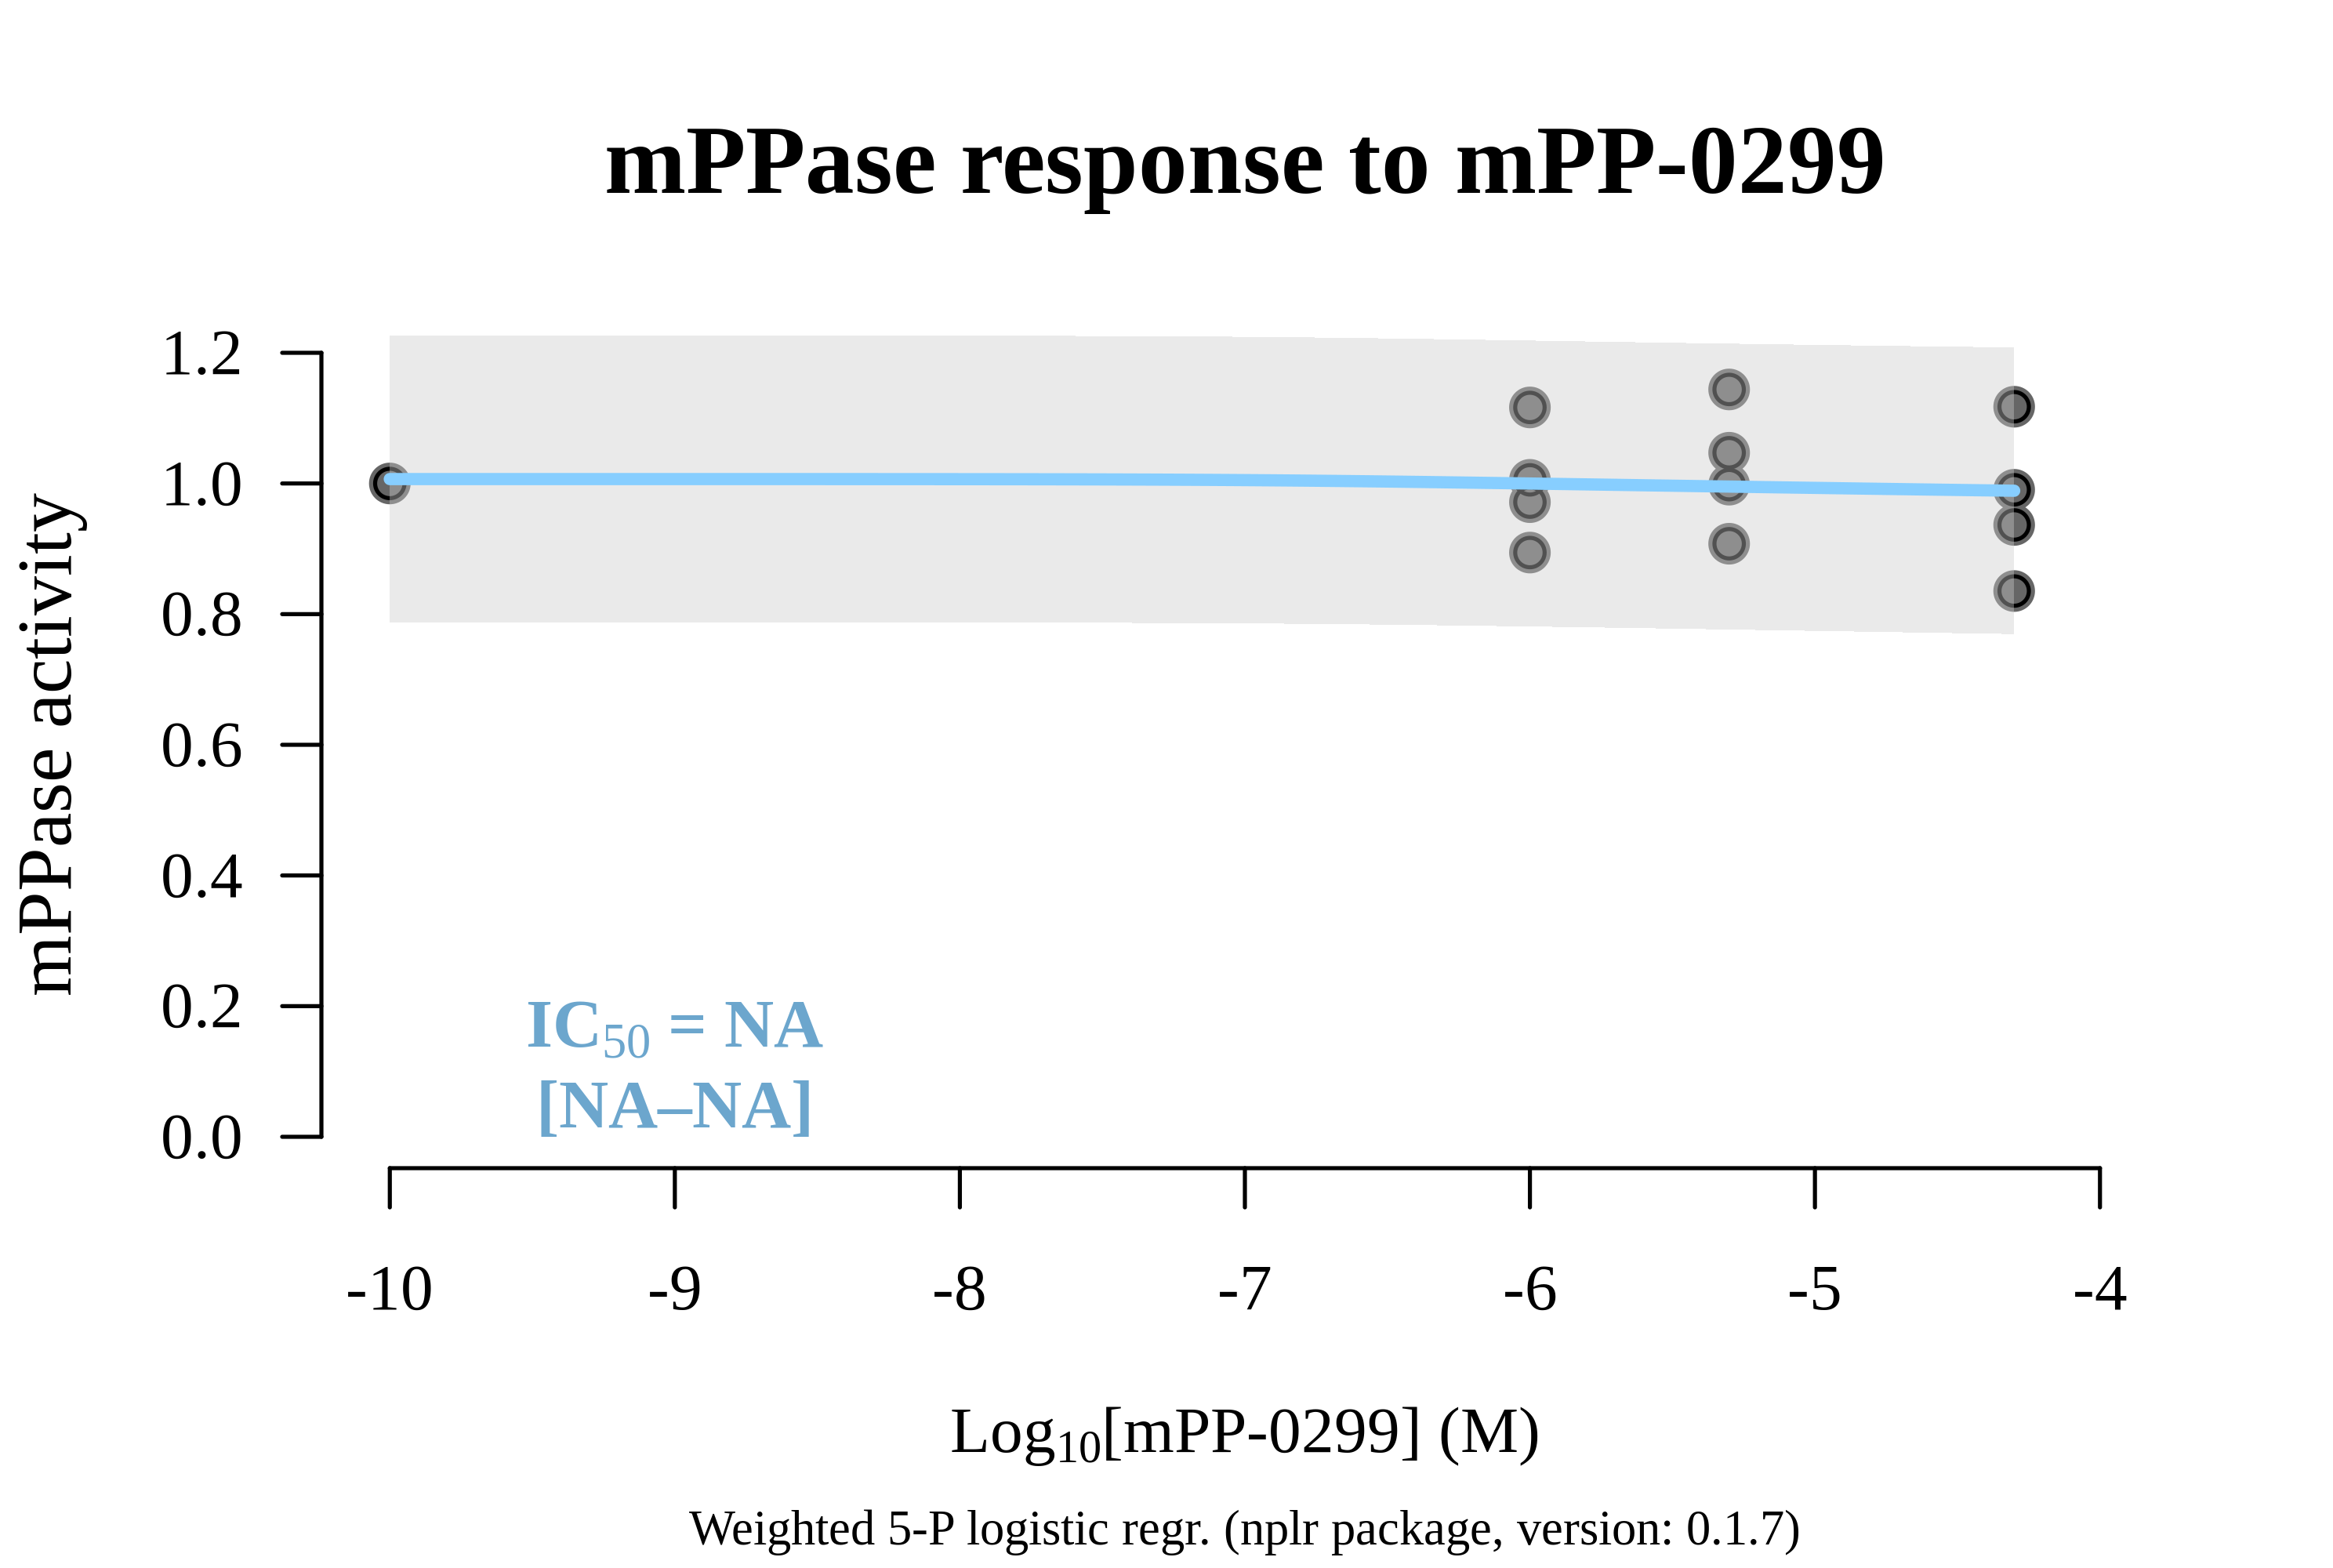 mPPase response to mPP-0299
mPPase activity
1.2
1.0
0.8
0.6
0.4
0.2
0.0
IC50 = NA
[NA–NA]
-10 -9 -8 -7 -6 -5 -4
Log10[mPP-0299] (M)
Weighted 5-P logistic regr. (nplr package, version: 0.1.7)